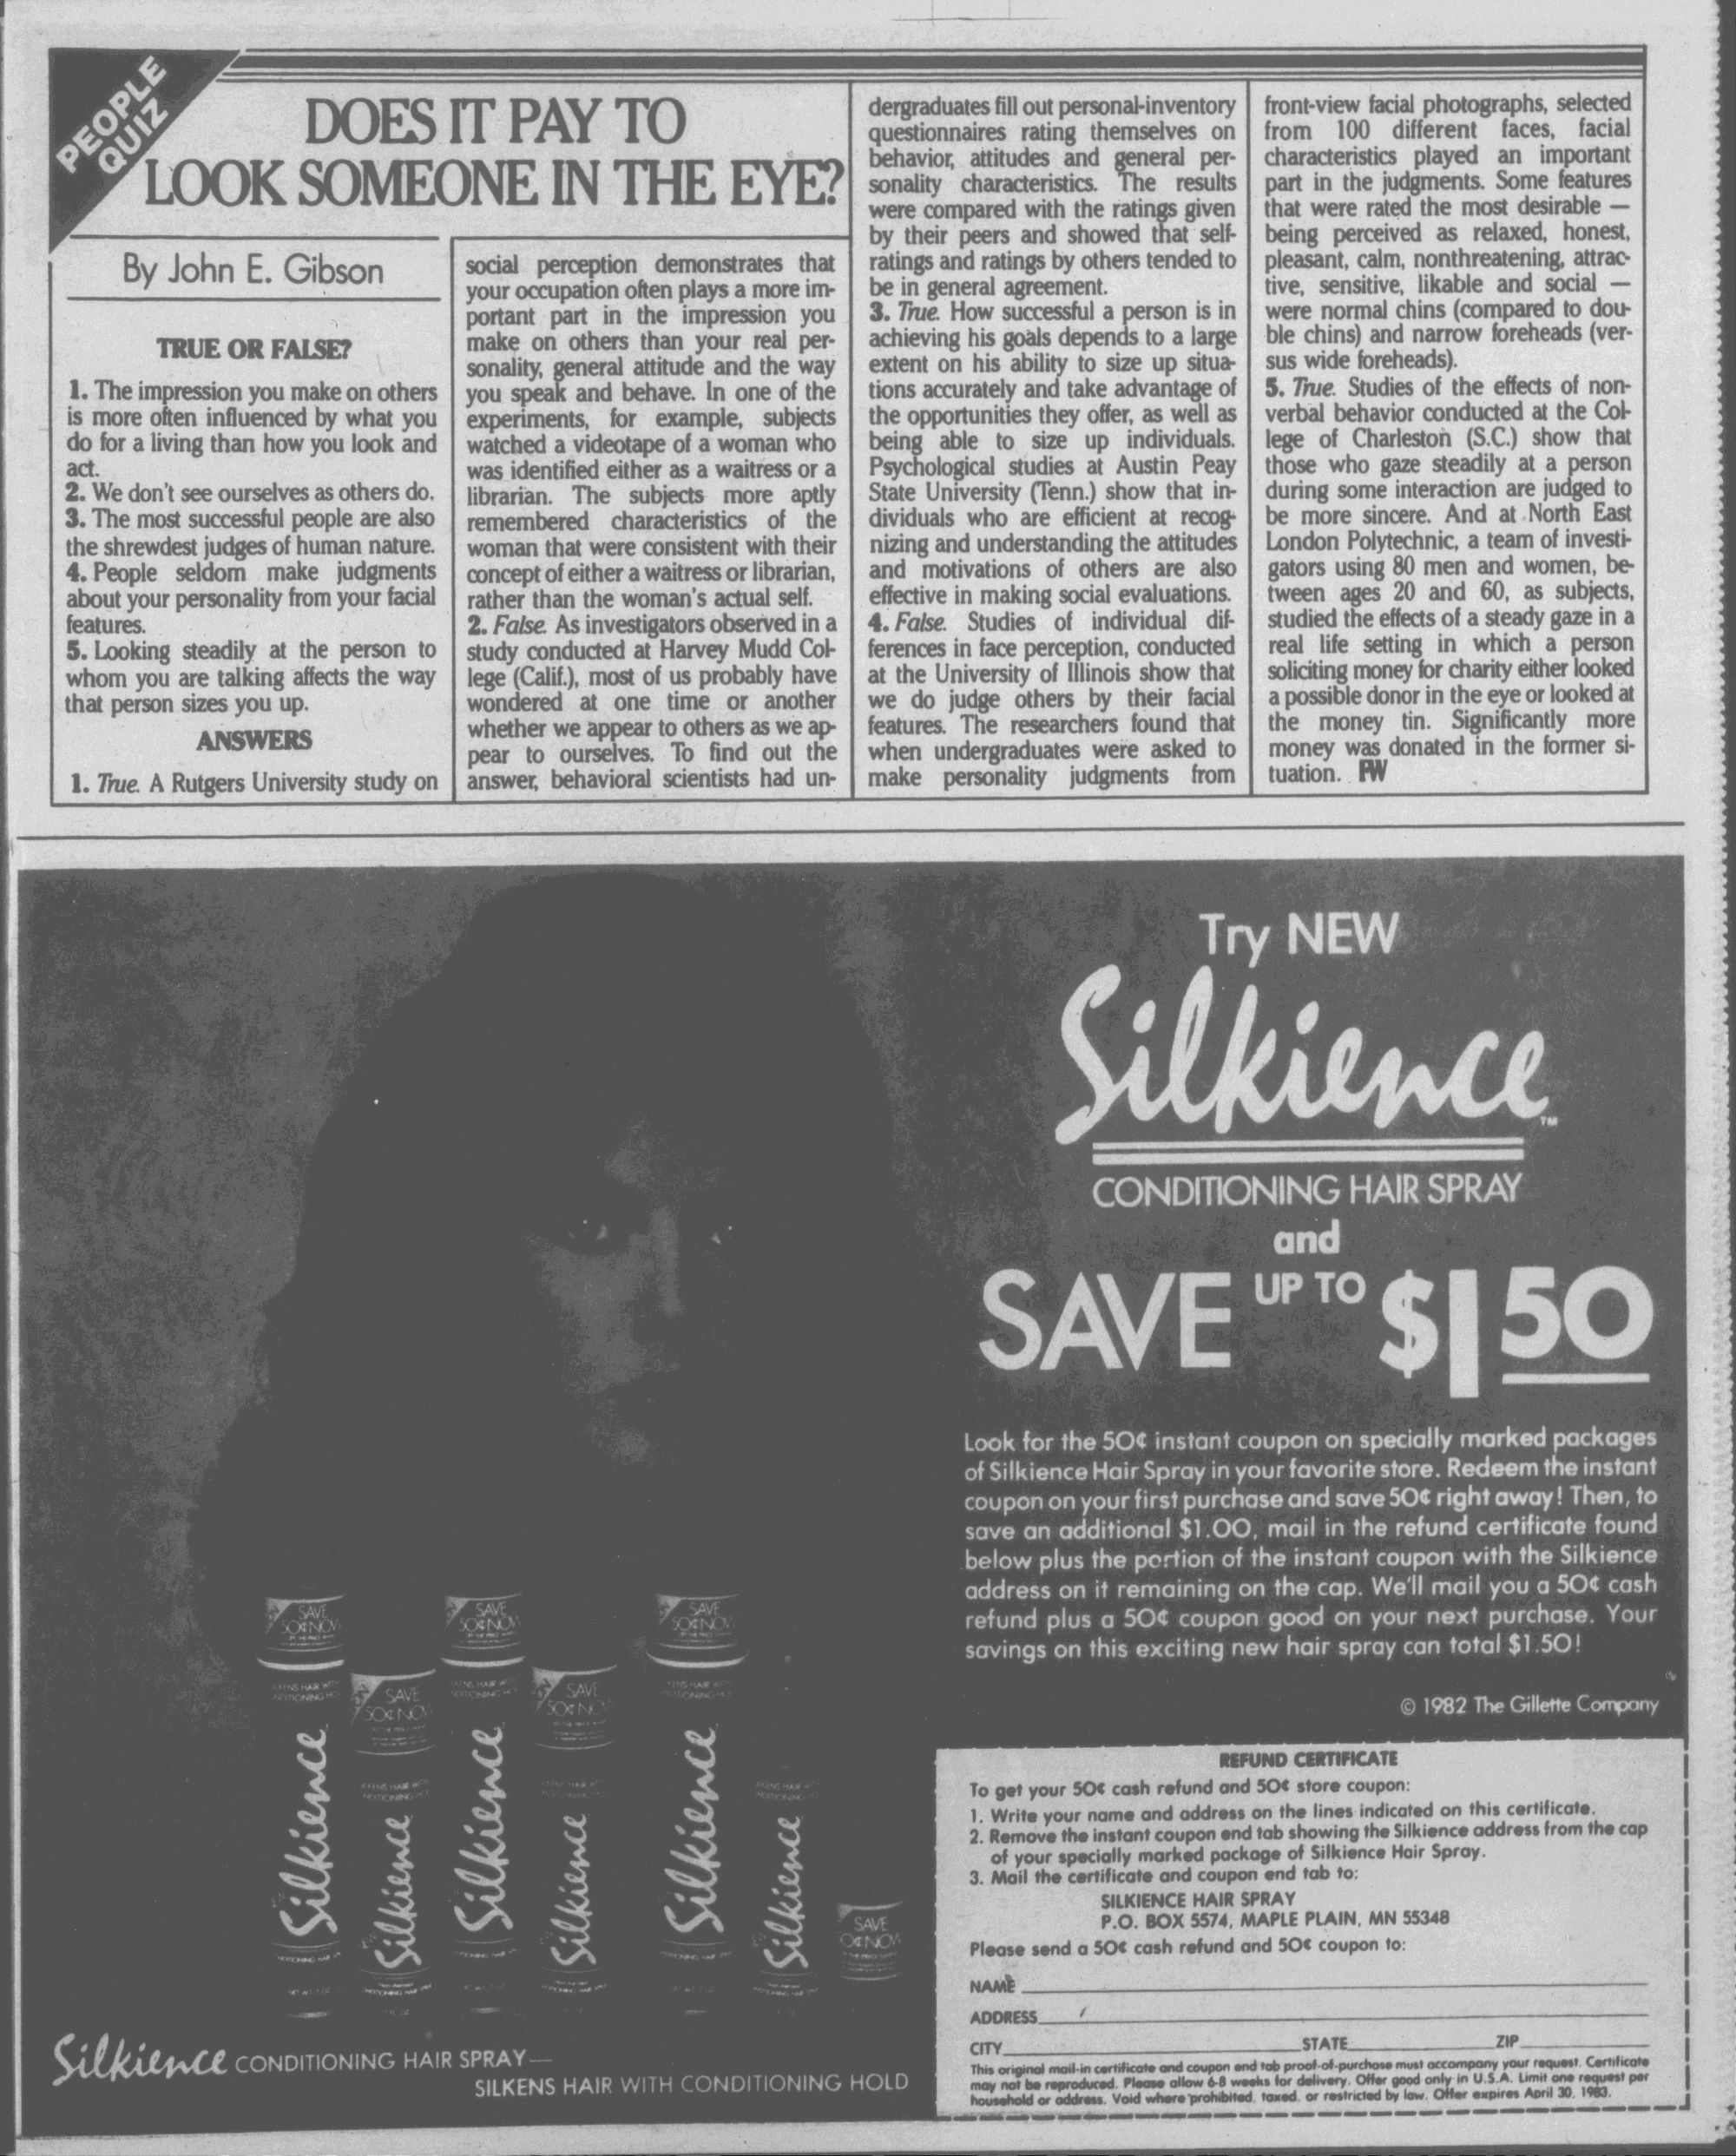 PEOPLE
QUIZ
DOES IT PAY TO
LOOK SOMEONE IN THE EYE?
By John E. Gibson
TRUE OR FALSE?
1. The impression you make on others
is more often influenced by what you
do for a living than how you look and
act.
2. We don't see ourselves as others do.
3. The most successful people are also
the shrewdest judges of human nature.
4. People seldom make judgments
about your personality from your facial
features.
5. Looking steadily at the person to
whom you are talking affects the way
that person sizes you up.
ANSWERS
1. True. A Rutgers University study on
social perception demonstrates that
your occupation often plays a more im-
portant part in the impression you
make on others than your real per-
sonality, general attitude and the way
you speak and behave. In one of the
experiments, for example, subjects
watched a videotape of a woman who
was identified either as a waitress or a
librarian. The subjects more aptly
remembered characteristics of the
woman that were consistent with their
concept of either a waitress or librarian,
rather than the woman's actual self.
2. False. As investigators observed in a
study conducted at Harvey Mudd Col-
lege (Calif.), most of us probably have
wondered at one time or another
whether we appear to others as we ap-
pear to ourselves. To find out the
answer, behavioral scientists had un-
dergraduates fill out personal-inventory
questionnaires rating themselves on
behavior, attitudes and general per-
sonality characteristics. The results
were compared with the ratings given
by their peers and showed that self-
ratings and ratings by others tended to
be in general agreement.
3. True. How successful a person is in
achieving his goals depends to a large
extent on his ability to size up situa-
tions accurately and take advantage of
the opportunities they offer, as well as
being able to size up individuals.
Psychological studies at Austin Peay
State University (Tenn.) show that in-
dividuals who are efficient at recog-
nizing and understanding the attitudes
and motivations of others are also
effective in making social evaluations.
4. False. Studies of individual dif-
ferences in face perception, conducted
at the University of Illinois show that
we do judge others by their facial
features. The researchers found that
when undergraduates were asked to
make personality judgments from
front-view facial photographs, selected
from 100 different faces, facial
characteristics played an important
part in the judgments. Some features
that were rated the most desirable —
being perceived as relaxed, honest,
pleasant, calm, nonthreatening, attrac-
tive, sensitive, likable and social —
were normal chins (compared to dou-
ble chins) and narrow foreheads (ver-
sus wide foreheads).
5. True. Studies of the effects of non-
verbal behavior conducted at the Col-
lege of Charleston (S.C.) show that
those who gaze steadily at a person
during some interaction are judged to
be more sincere. And at North East
London Polytechnic, a team of investi-
gators using 80 men and women, be-
tween ages 20 and 60, as subjects,
studied the effects of a steady gaze in a
real life setting in which a person
soliciting money for charity either looked
a possible donor in the eye or looked at
the money tin. Significantly more
money was donated in the former si-
tuation. FW
Try NEW
Silkience™
CONDITIONING HAIR SPRAY
and
SAVE UP TO $1 50
Look for the 50¢ instant coupon on specially marked packages
of Silkience Hair Spray in your favorite store. Redeem the instant
coupon on your first purchase and save 50¢ right away! Then, to
save an additional $1.00, mail in the refund certificate found
below plus the portion of the instant coupon with the Silkience
address on it remaining on the cap. We'll mail you a 50¢ cash
refund plus a 50¢ coupon good on your next purchase. Your
savings on this exciting new hair spray can total $1.50!
© 1982 The Gillette Company
SAVE
50¢ NOW
SAVE
50¢ NOW
SAVE
50¢ NOW
SAVE
50¢ NO
SAVE
50¢ N
Silkience
Silkience
Silkience
Silkience
Silkience
Silkience
SAVE
0¢ NOW
Silkience CONDITIONING HAIR SPRAY—
SILKENS HAIR WITH CONDITIONING HOLD
REFUND CERTIFICATE
To get your 50¢ cash refund and 50¢ store coupon:
1. Write your name and address on the lines indicated on this certificate.
2. Remove the instant coupon end tab showing the Silkience address from the cap
of your specially marked package of Silkience Hair Spray.
3. Mail the certificate and coupon end tab to:
SILKIENCE HAIR SPRAY
P.O. BOX 5574, MAPLE PLAIN, MN 55348
Please send a 50¢ cash refund and 50¢ coupon to:
NAME
ADDRESS
CITY STATE ZIP
This original mail-in certificate and coupon end tab proof-of-purchase must accompany your request. Certificate
may not be reproduced. Please allow 6-8 weeks for delivery. Offer good only in U.S.A. Limit one request per
household or address. Void where prohibited, taxed, or restricted by law. Offer expires April 30, 1983.